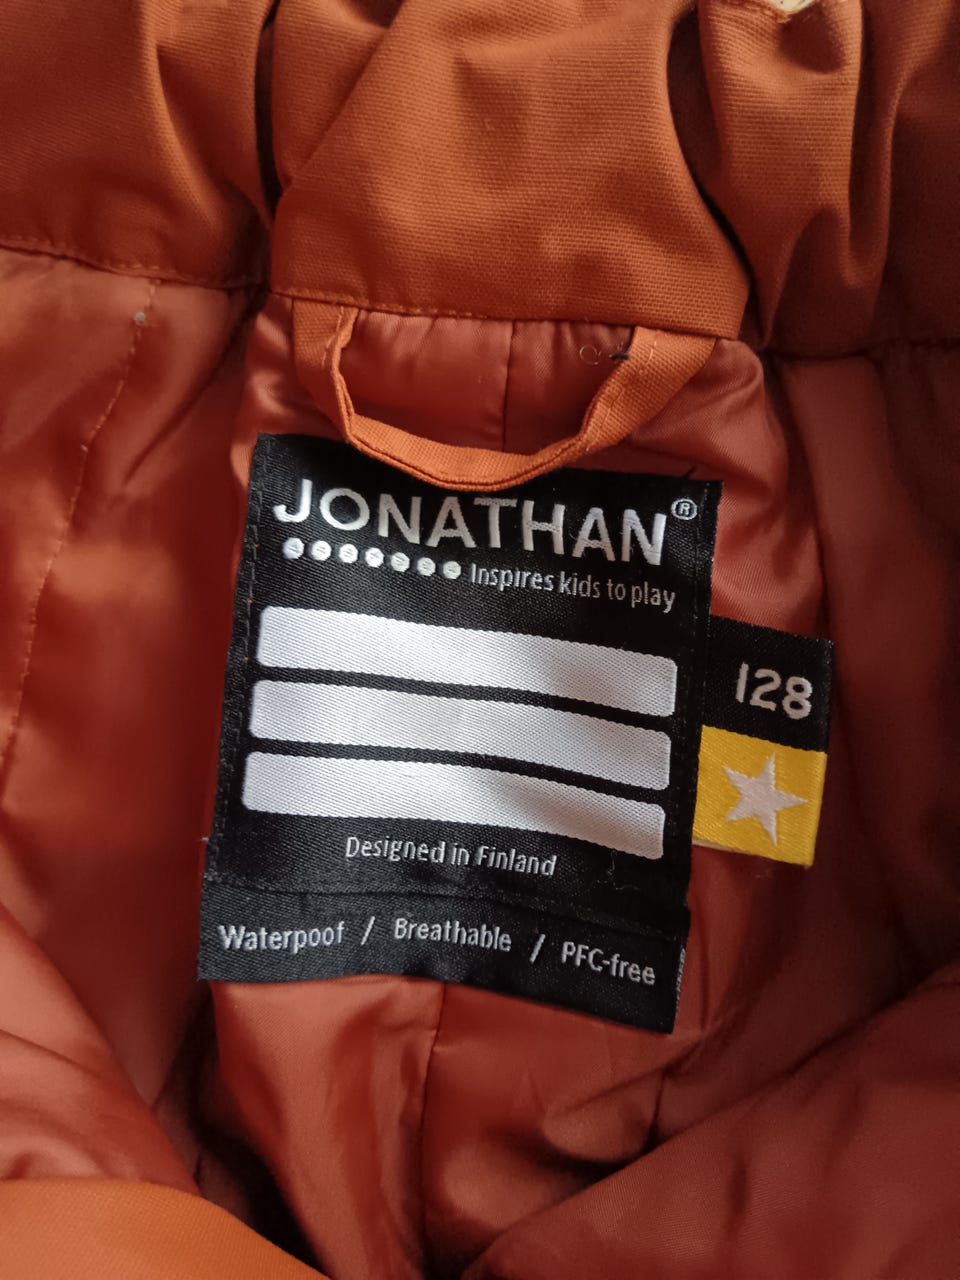 JONATHAN®
Inspires kids to play
128
Designed in Finland
Waterpoof / Breathable / PFC-free